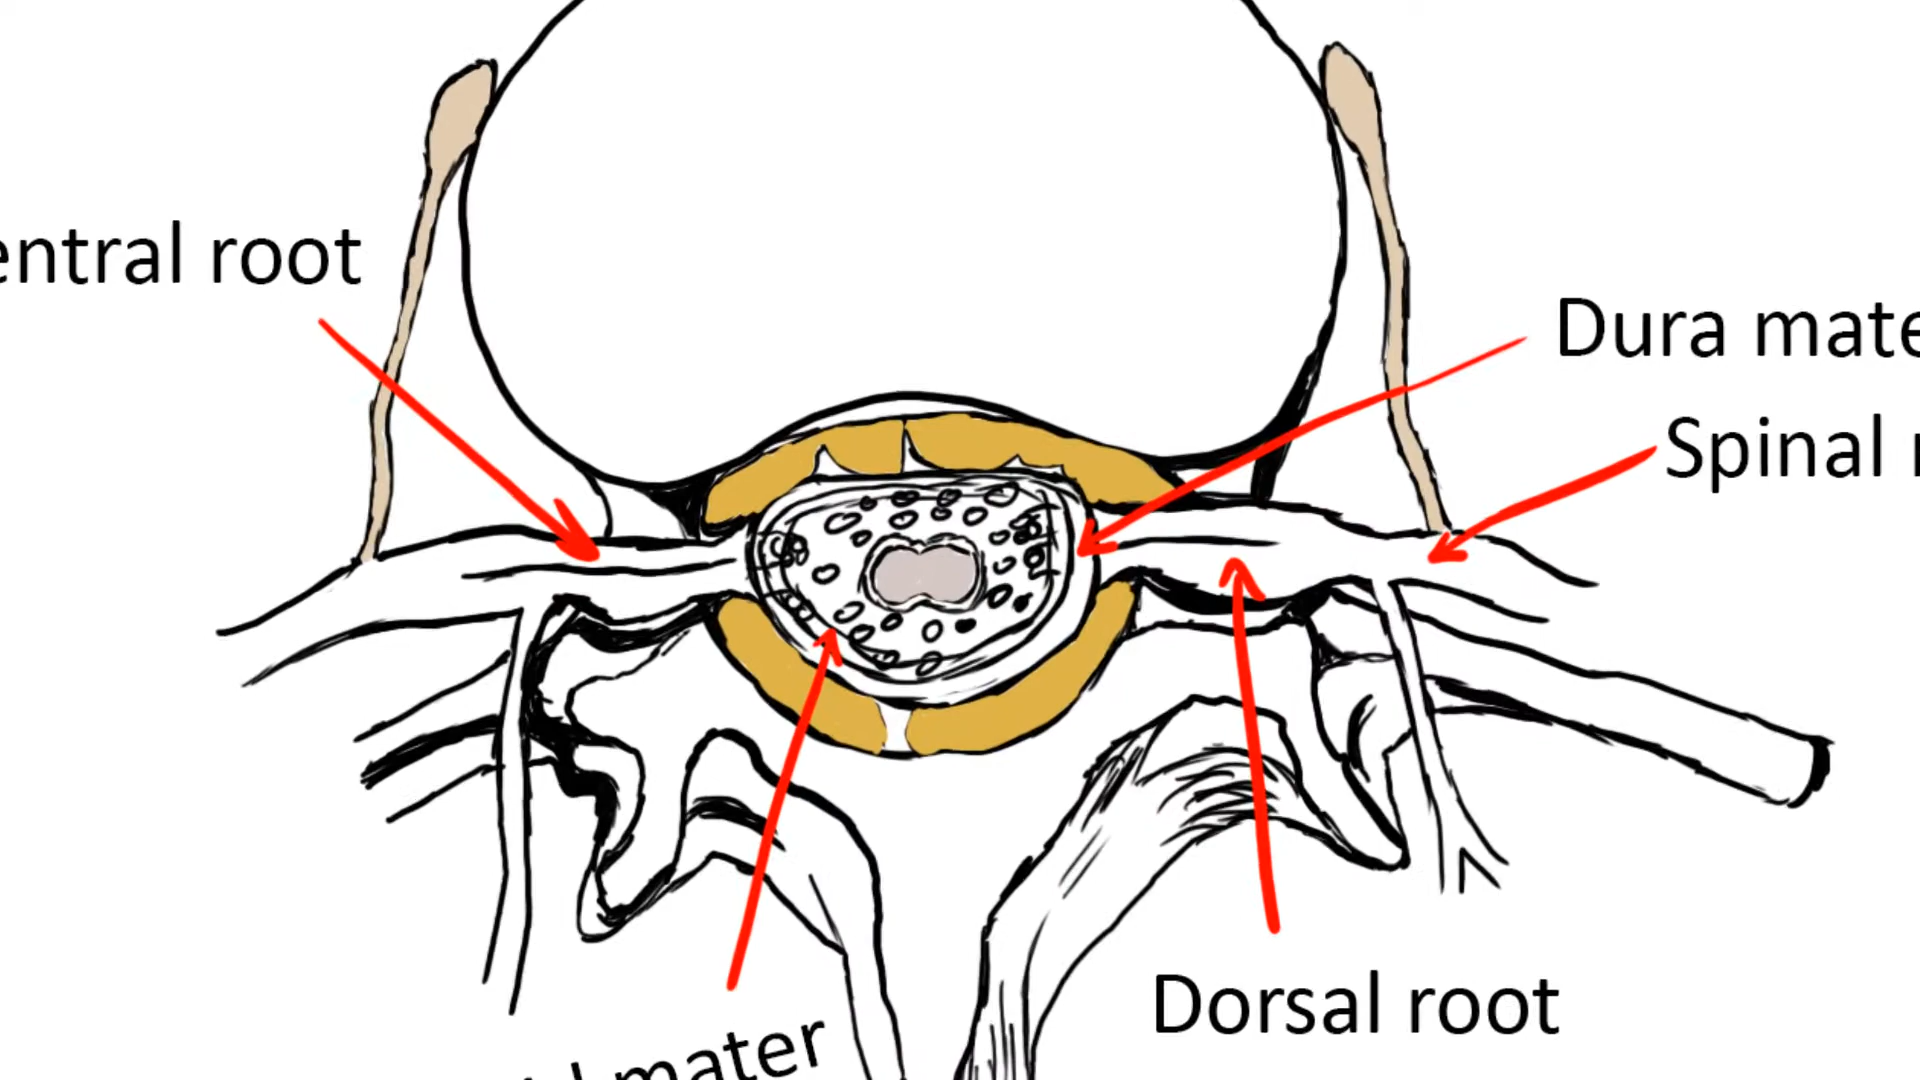 entral root
Dura mate
Spinal
Dorsal root
mater